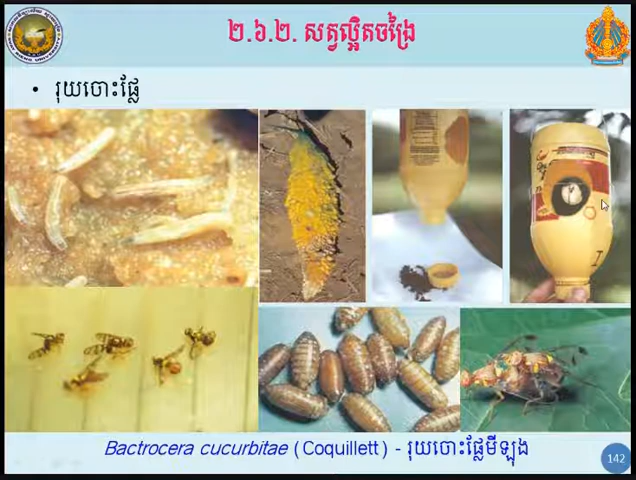 ២.៦.២. សត្វល្អិតចង្រៃ
• រុយចោះផ្លែ
Bactrocera cucurbitae (Coquillett) - រុយចោះផ្លែមីឡុង
142